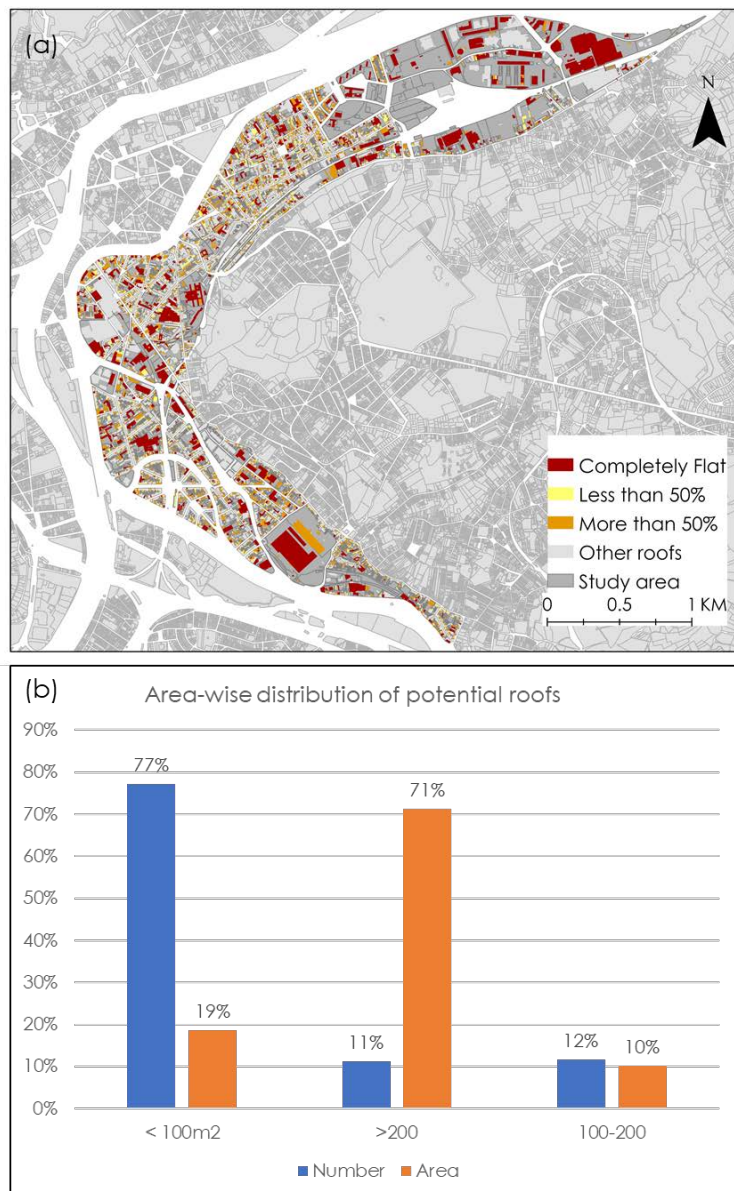 (a)
N
Completely Flat
Less than 50%
More than 50%
Other roofs
Study area
0 0.5 1 KM
(b)
Area-wise distribution of potential roofs
90%
80%
70%
60%
50%
40%
30%
20%
10%
0%
77%
19%
11%
71%
12%
10%
< 100m2
>200
100-200
Number
Area